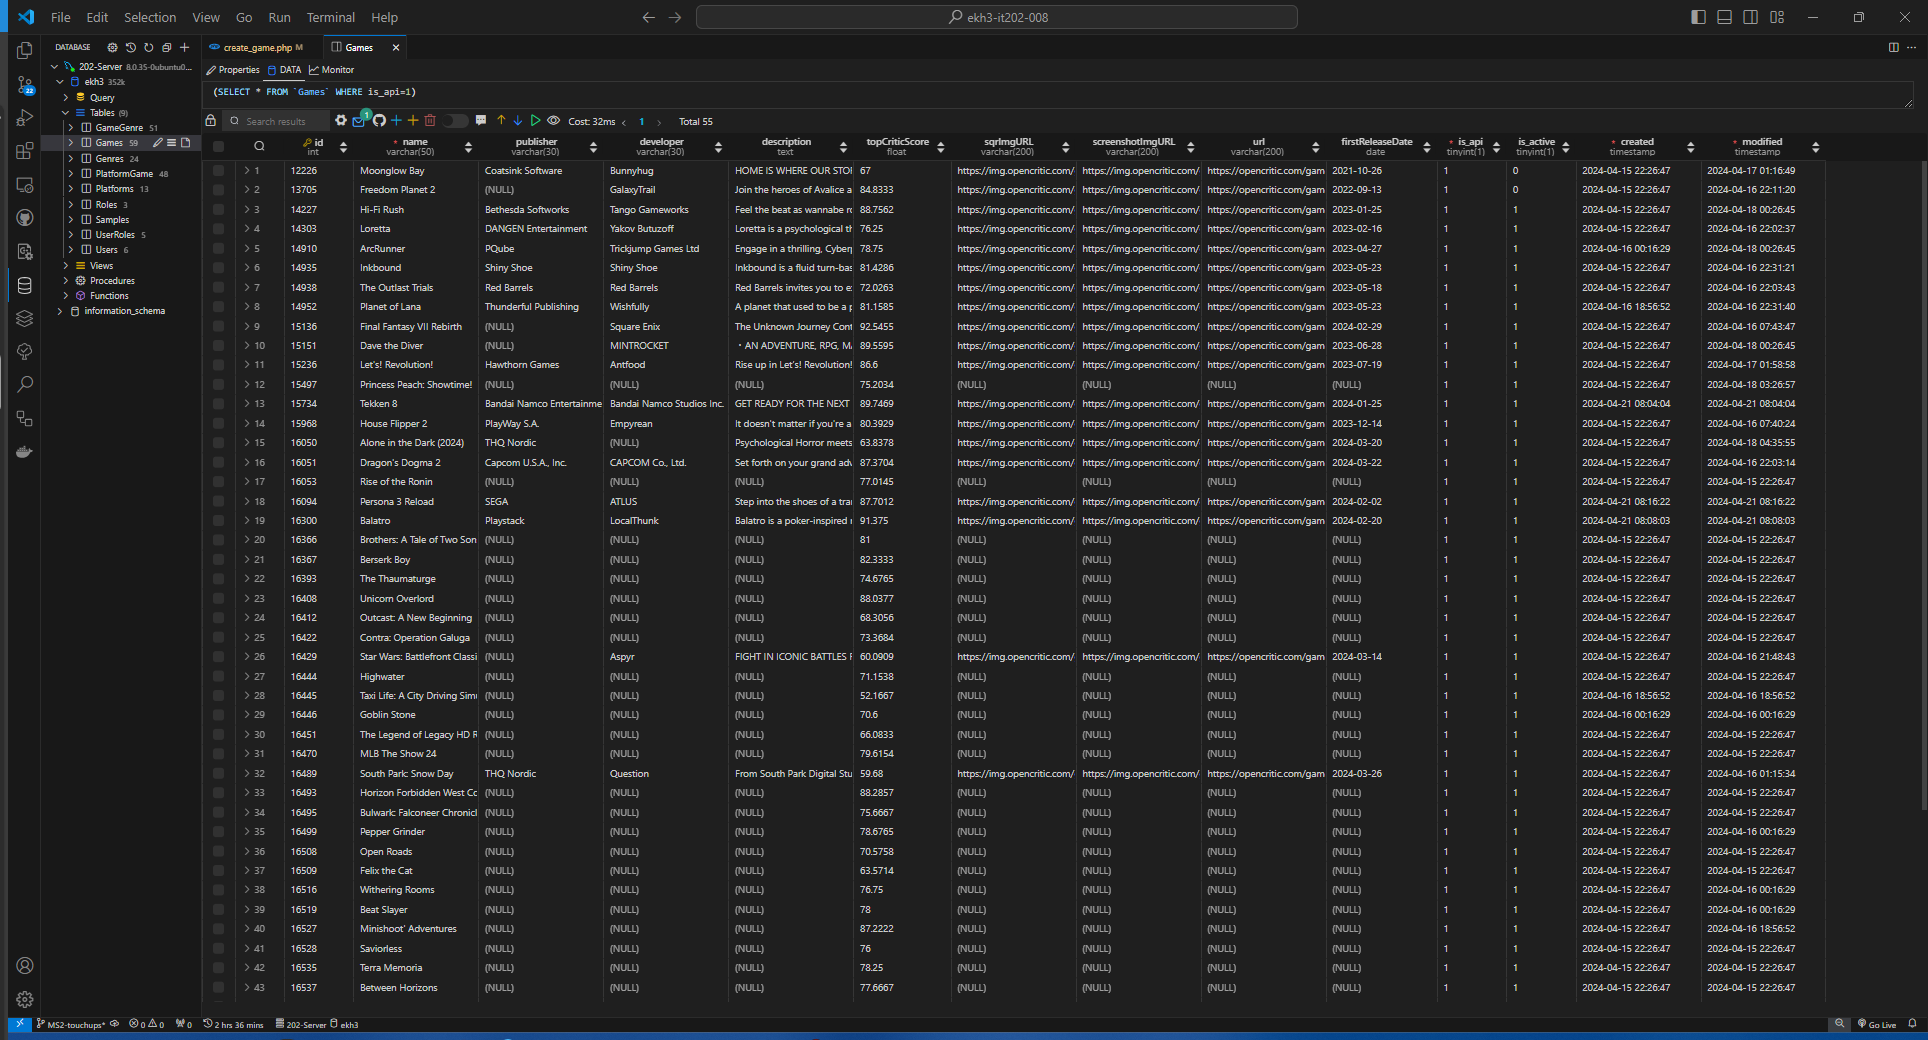 File Edit Selection View Go Run Terminal Help
ekh3-it202-008
DATABASE
create_game.php M
Games
Properties DATA Monitor
(SELECT * FROM `Games` WHERE is_api=1)
Search results
1
Cost: 32ms
1
Total 55
22
202-Server 8.0.35-0ubuntu0...
ekh3 352k
Query
Tables (9)
GameGenre 51
Games 59
Genres 24
PlatformGame 48
Platforms 13
Roles 3
Samples
UserRoles 5
Users 6
Views
Procedures
Functions
information_schema
id * name publisher developer description topCriticScore sqrImgURL screenshotImgURL url firstReleaseDate * is_api * is_active * created * modified
int varchar(50) varchar(30) varchar(30) text float varchar(200) varchar(200) varchar(200) date tinyint(1) tinyint(1) timestamp timestamp
1 12226 Moonglow Bay Coatsink Software Bunnyhug HOME IS WHERE OUR STO 67 https://img.opencritic.com/ https://img.opencritic.com/ https://opencritic.com/gam 2021-10-26 1 0 2024-04-15 22:26:47 2024-04-17 01:16:49
2 13705 Freedom Planet 2 (NULL) GalaxyTrail Join the heroes of Avalice a 84.8333 https://img.opencritic.com/ https://img.opencritic.com/ https://opencritic.com/gam 2022-09-13 1 0 2024-04-15 22:26:47 2024-04-16 22:11:20
3 14227 Hi-Fi Rush Bethesda Softworks Tango Gameworks Feel the beat as wannabe r 88.7562 https://img.opencritic.com/ https://img.opencritic.com/ https://opencritic.com/gam 2023-01-25 1 1 2024-04-15 22:26:47 2024-04-18 00:26:45
4 14303 Loretta DANGEN Entertainment Yakov Butuzoff Loretta is a psychological th 76.25 https://img.opencritic.com/ https://img.opencritic.com/ https://opencritic.com/gam 2023-02-16 1 1 2024-04-15 22:26:47 2024-04-16 22:02:37
5 14910 ArcRunner PQube Trickjump Games Ltd Engage in a thrilling, Cyber 78.75 https://img.opencritic.com/ https://img.opencritic.com/ https://opencritic.com/gam 2023-04-27 1 1 2024-04-16 00:16:29 2024-04-18 00:26:45
6 14935 Inkbound Shiny Shoe Shiny Shoe Inkbound is a fluid turn-bas 81.4286 https://img.opencritic.com/ https://img.opencritic.com/ https://opencritic.com/gam 2023-05-23 1 1 2024-04-15 22:26:47 2024-04-16 22:31:21
7 14938 The Outlast Trials Red Barrels Red Barrels Red Barrels invites you to e 72.0263 https://img.opencritic.com/ https://img.opencritic.com/ https://opencritic.com/gam 2023-05-18 1 1 2024-04-15 22:26:47 2024-04-16 22:03:43
8 14952 Planet of Lana Thunderful Publishing Wishfully A planet that used to be a p 81.1585 https://img.opencritic.com/ https://img.opencritic.com/ https://opencritic.com/gam 2023-05-23 1 1 2024-04-16 18:56:52 2024-04-16 22:31:40
9 15136 Final Fantasy VII Rebirth (NULL) Square Enix The Unknown Journey Cont 92.5455 https://img.opencritic.com/ https://img.opencritic.com/ https://opencritic.com/gam 2024-02-29 1 1 2024-04-15 22:26:47 2024-04-16 07:43:47
10 15151 Dave the Diver (NULL) MINTROCKET • AN ADVENTURE, RPG, M 89.5595 https://img.opencritic.com/ https://img.opencritic.com/ https://opencritic.com/gam 2023-06-28 1 1 2024-04-15 22:26:47 2024-04-18 00:26:45
11 15236 Let's! Revolution! Hawthorn Games Antfood Rise up in Let's! Revolution! 86.6 https://img.opencritic.com/ https://img.opencritic.com/ https://opencritic.com/gam 2023-07-19 1 1 2024-04-15 22:26:47 2024-04-17 01:58:58
12 15497 Princess Peach: Showtime! (NULL) (NULL) (NULL) 75.2034 (NULL) (NULL) (NULL) (NULL) 1 1 2024-04-15 22:26:47 2024-04-18 03:26:57
13 15734 Tekken 8 Bandai Namco Entertainme Bandai Namco Studios Inc. GET READY FOR THE NEXT 89.7469 https://img.opencritic.com/ https://img.opencritic.com/ https://opencritic.com/gam 2024-01-25 1 1 2024-04-21 08:04:04 2024-04-21 08:04:04
14 15968 House Flipper 2 PlayWay S.A. Empyrean It doesn't matter if you're a 80.3929 https://img.opencritic.com/ https://img.opencritic.com/ https://opencritic.com/gam 2023-12-14 1 1 2024-04-15 22:26:47 2024-04-16 07:40:24
15 16050 Alone in the Dark (2024) THQ Nordic (NULL) Psychological Horror meets 63.8378 https://img.opencritic.com/ https://img.opencritic.com/ https://opencritic.com/gam 2024-03-20 1 1 2024-04-15 22:26:47 2024-04-18 04:35:55
16 16051 Dragon's Dogma 2 Capcom U.S.A., Inc. CAPCOM Co., Ltd. Set forth on your grand adv 87.3704 https://img.opencritic.com/ https://img.opencritic.com/ https://opencritic.com/gam 2024-03-22 1 1 2024-04-15 22:26:47 2024-04-16 22:03:14
17 16053 Rise of the Ronin (NULL) (NULL) (NULL) 77.0145 (NULL) (NULL) (NULL) (NULL) 1 1 2024-04-15 22:26:47 2024-04-15 22:26:47
18 16094 Persona 3 Reload SEGA ATLUS Step into the shoes of a tra 87.7012 https://img.opencritic.com/ https://img.opencritic.com/ https://opencritic.com/gam 2024-02-02 1 1 2024-04-21 08:16:22 2024-04-21 08:16:22
19 16300 Balatro Playstack LocalThunk Balatro is a poker-inspired 91.375 https://img.opencritic.com/ https://img.opencritic.com/ https://opencritic.com/gam 2024-02-20 1 1 2024-04-21 08:08:03 2024-04-21 08:08:03
20 16366 Brothers: A Tale of Two Son (NULL) (NULL) (NULL) 81 (NULL) (NULL) (NULL) (NULL) 1 1 2024-04-15 22:26:47 2024-04-15 22:26:47
21 16367 Berserk Boy (NULL) (NULL) (NULL) 82.3333 (NULL) (NULL) (NULL) (NULL) 1 1 2024-04-15 22:26:47 2024-04-15 22:26:47
22 16393 The Thaumaturge (NULL) (NULL) (NULL) 74.6765 (NULL) (NULL) (NULL) (NULL) 1 1 2024-04-15 22:26:47 2024-04-15 22:26:47
23 16408 Unicorn Overlord (NULL) (NULL) (NULL) 88.0377 (NULL) (NULL) (NULL) (NULL) 1 1 2024-04-15 22:26:47 2024-04-15 22:26:47
24 16412 Outcast: A New Beginning (NULL) (NULL) (NULL) 68.3056 (NULL) (NULL) (NULL) (NULL) 1 1 2024-04-15 22:26:47 2024-04-15 22:26:47
25 16422 Contra: Operation Galuga (NULL) (NULL) (NULL) 73.3684 (NULL) (NULL) (NULL) (NULL) 1 1 2024-04-15 22:26:47 2024-04-15 22:26:47
26 16429 Star Wars: Battlefront Classi (NULL) Aspyr FIGHT IN ICONIC BATTLES F 60.0909 https://img.opencritic.com/ https://img.opencritic.com/ https://opencritic.com/gam 2024-03-14 1 1 2024-04-15 22:26:47 2024-04-16 21:48:43
27 16444 Highwater (NULL) (NULL) (NULL) 71.1538 (NULL) (NULL) (NULL) (NULL) 1 1 2024-04-15 22:26:47 2024-04-15 22:26:47
28 16445 Taxi Life: A City Driving Sim (NULL) (NULL) (NULL) 52.1667 (NULL) (NULL) (NULL) (NULL) 1 1 2024-04-16 18:56:52 2024-04-16 18:56:52
29 16446 Goblin Stone (NULL) (NULL) (NULL) 70.6 (NULL) (NULL) (NULL) (NULL) 1 1 2024-04-16 00:16:29 2024-04-16 00:16:29
30 16451 The Legend of Legacy HD R (NULL) (NULL) (NULL) 66.0833 (NULL) (NULL) (NULL) (NULL) 1 1 2024-04-15 22:26:47 2024-04-15 22:26:47
31 16470 MLB The Show 24 (NULL) (NULL) (NULL) 79.6154 (NULL) (NULL) (NULL) (NULL) 1 1 2024-04-15 22:26:47 2024-04-15 22:26:47
32 16489 South Park: Snow Day THQ Nordic Question From South Park Digital Stu 59.68 https://img.opencritic.com/ https://img.opencritic.com/ https://opencritic.com/gam 2024-03-26 1 1 2024-04-15 22:26:47 2024-04-16 01:15:34
33 16493 Horizon Forbidden West Cc (NULL) (NULL) (NULL) 88.2857 (NULL) (NULL) (NULL) (NULL) 1 1 2024-04-15 22:26:47 2024-04-15 22:26:47
34 16495 Bulwark: Falconeer Chronicl (NULL) (NULL) (NULL) 75.6667 (NULL) (NULL) (NULL) (NULL) 1 1 2024-04-15 22:26:47 2024-04-15 22:26:47
35 16499 Pepper Grinder (NULL) (NULL) (NULL) 78.6765 (NULL) (NULL) (NULL) (NULL) 1 1 2024-04-15 22:26:47 2024-04-16 00:16:29
36 16508 Open Roads (NULL) (NULL) (NULL) 70.5758 (NULL) (NULL) (NULL) (NULL) 1 1 2024-04-15 22:26:47 2024-04-15 22:26:47
37 16509 Felix the Cat (NULL) (NULL) (NULL) 63.5714 (NULL) (NULL) (NULL) (NULL) 1 1 2024-04-15 22:26:47 2024-04-15 22:26:47
38 16516 Withering Rooms (NULL) (NULL) (NULL) 76.75 (NULL) (NULL) (NULL) (NULL) 1 1 2024-04-15 22:26:47 2024-04-16 00:16:29
39 16519 Beat Slayer (NULL) (NULL) (NULL) 78 (NULL) (NULL) (NULL) (NULL) 1 1 2024-04-15 22:26:47 2024-04-16 00:16:29
40 16527 Minishoot' Adventures (NULL) (NULL) (NULL) 87.2222 (NULL) (NULL) (NULL) (NULL) 1 1 2024-04-15 22:26:47 2024-04-16 18:56:52
41 16528 Saviorless (NULL) (NULL) (NULL) 76 (NULL) (NULL) (NULL) (NULL) 1 1 2024-04-15 22:26:47 2024-04-15 22:26:47
42 16535 Terra Memoria (NULL) (NULL) (NULL) 78.25 (NULL) (NULL) (NULL) (NULL) 1 1 2024-04-15 22:26:47 2024-04-15 22:26:47
43 16537 Between Horizons (NULL) (NULL) (NULL) 77.6667 (NULL) (NULL) (NULL) (NULL) 1 1 2024-04-15 22:26:47 2024-04-15 22:26:47
MS2-touchups* 0 0 0 2 hrs 36 mins 202-Server ekh3 Go Live